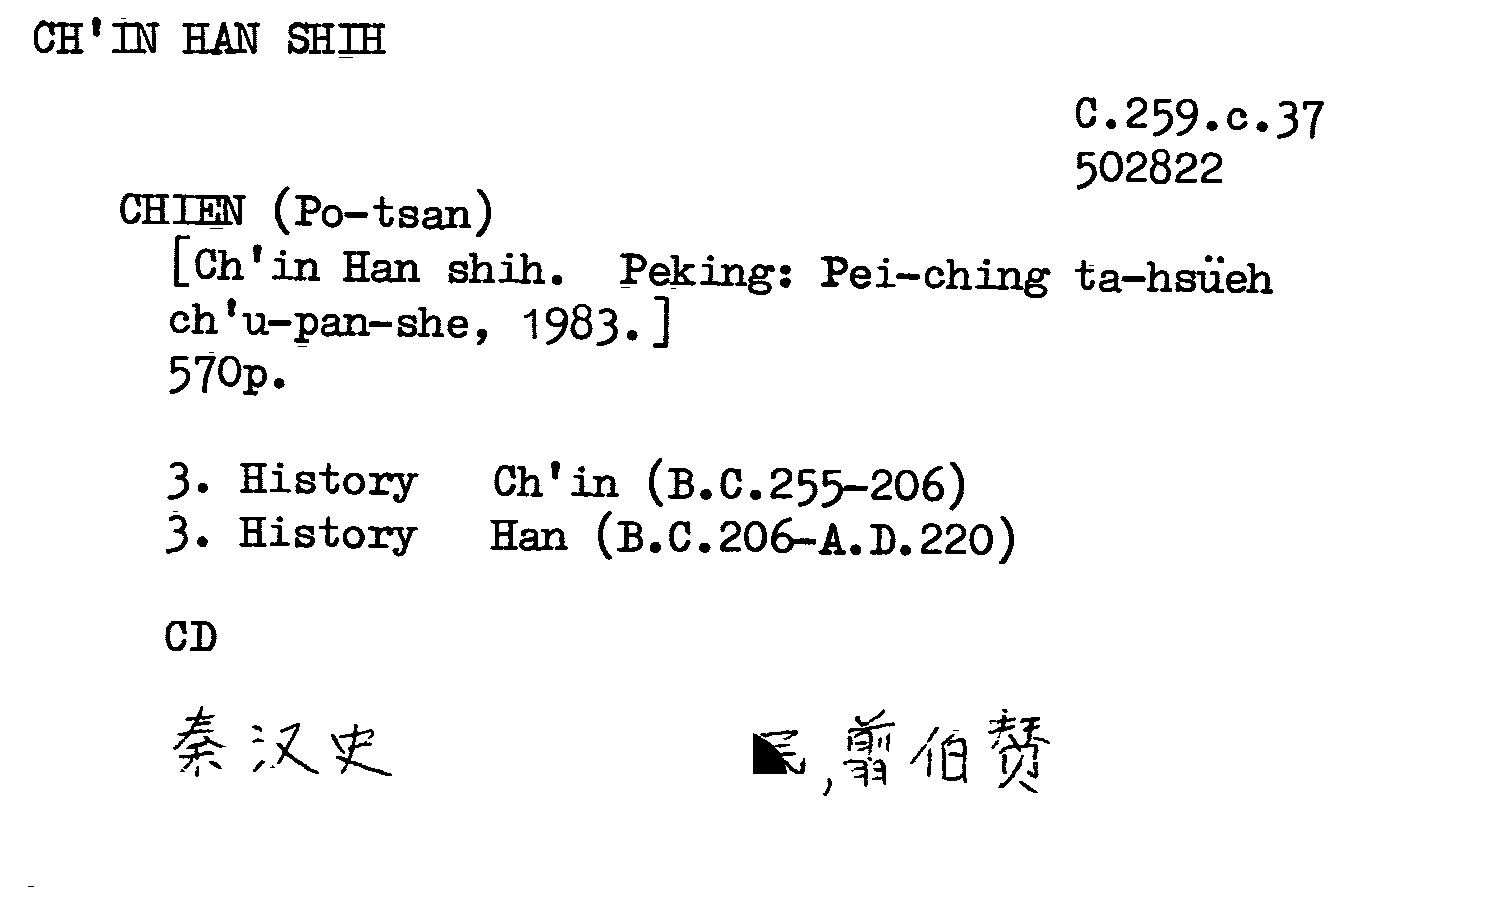 CH'IN HAN SHIH
C.259.c.37
502822
CHIEN (Po-tsan)
[Ch'in Han shih. Peking: Pei-ching ta-hsüeh
ch'u-pan-she, 1983.]
570p.
3. History Ch'in (B.C.255-206)
3. History Han (B.C.206-A.D.220)
CD
秦汉史 民,翦伯赞